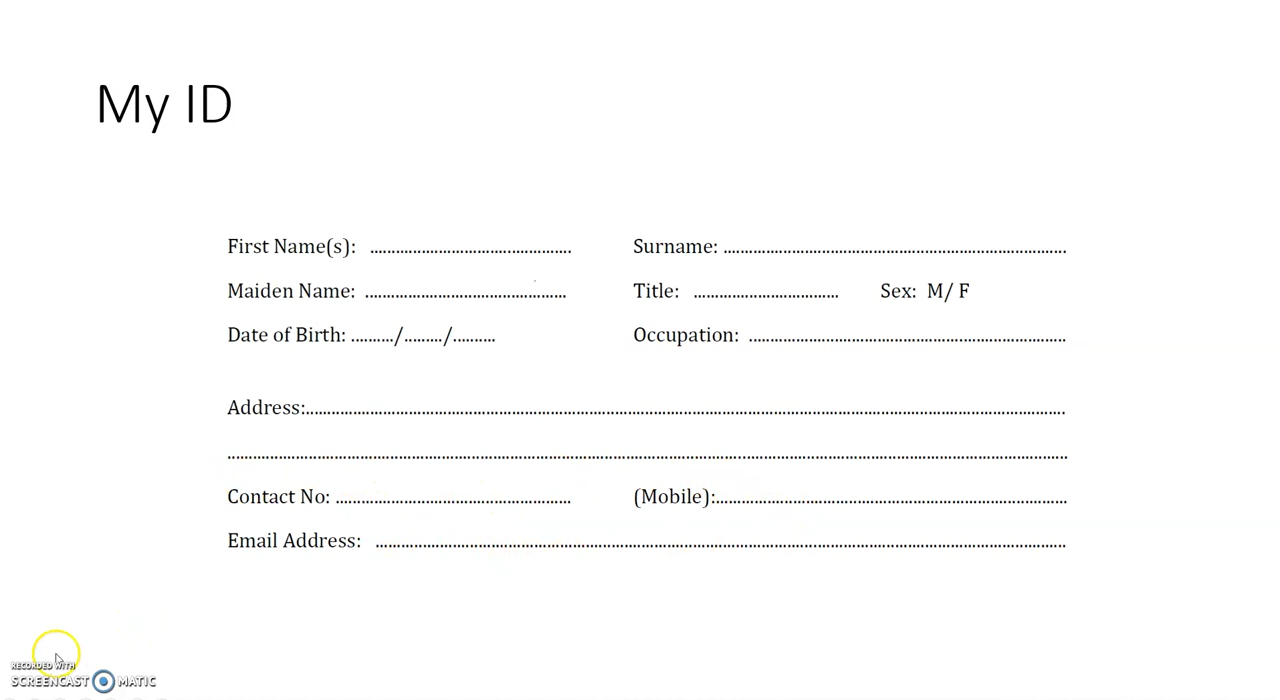 My ID
First Name(s): ........................................ Surname: ....................................................................
Maiden Name: ........................................ Title: ............................. Sex: M/ F
Date of Birth: ........../........./.......... Occupation: ...............................................................
Address:......................................................................................................................................................
.......................................................................................................................................................................
Contact No: ............................................... (Mobile):......................................................................
Email Address: .........................................................................................................................................
RECORDED WITH
SCREENCAST MATIC